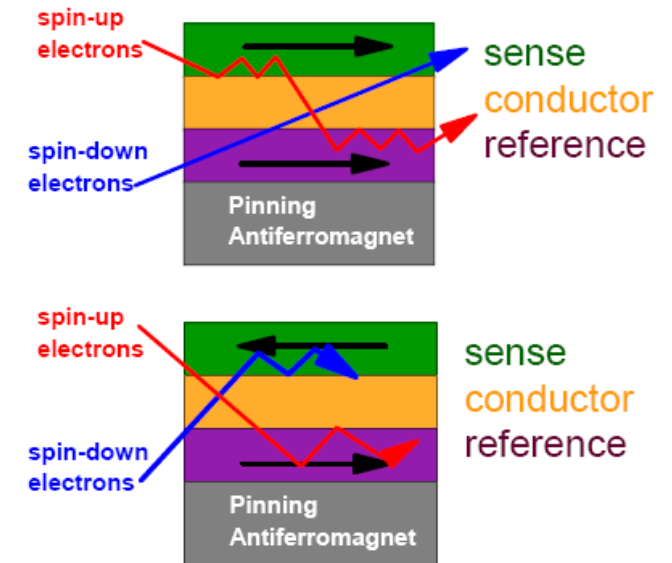 spin-up
electrons
sense
conductor
reference
spin-down
electrons
Pinning
Antiferromagnet
spin-up
electrons
sense
conductor
reference
spin-down
electrons
Pinning
Antiferromagnet